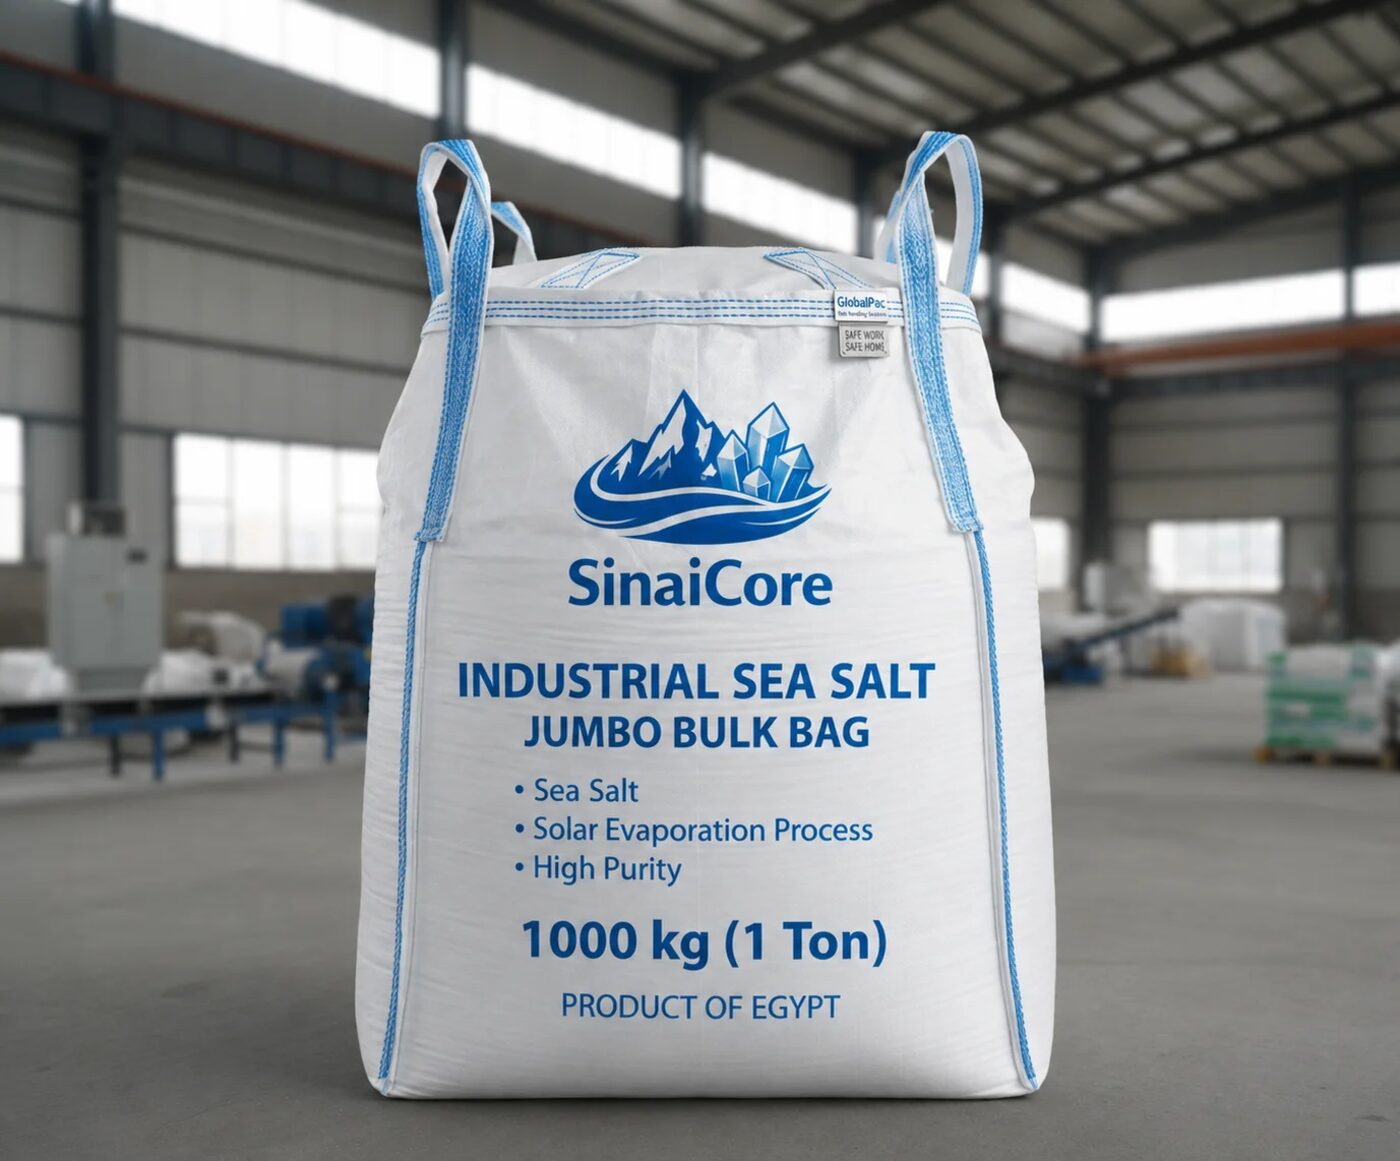 GlobalPac
SAFE WORK
SAFE HOME
SinaiCore
INDUSTRIAL SEA SALT
JUMBO BULK BAG
• Sea Salt
• Solar Evaporation Process
• High Purity
1000 kg (1 Ton)
PRODUCT OF EGYPT